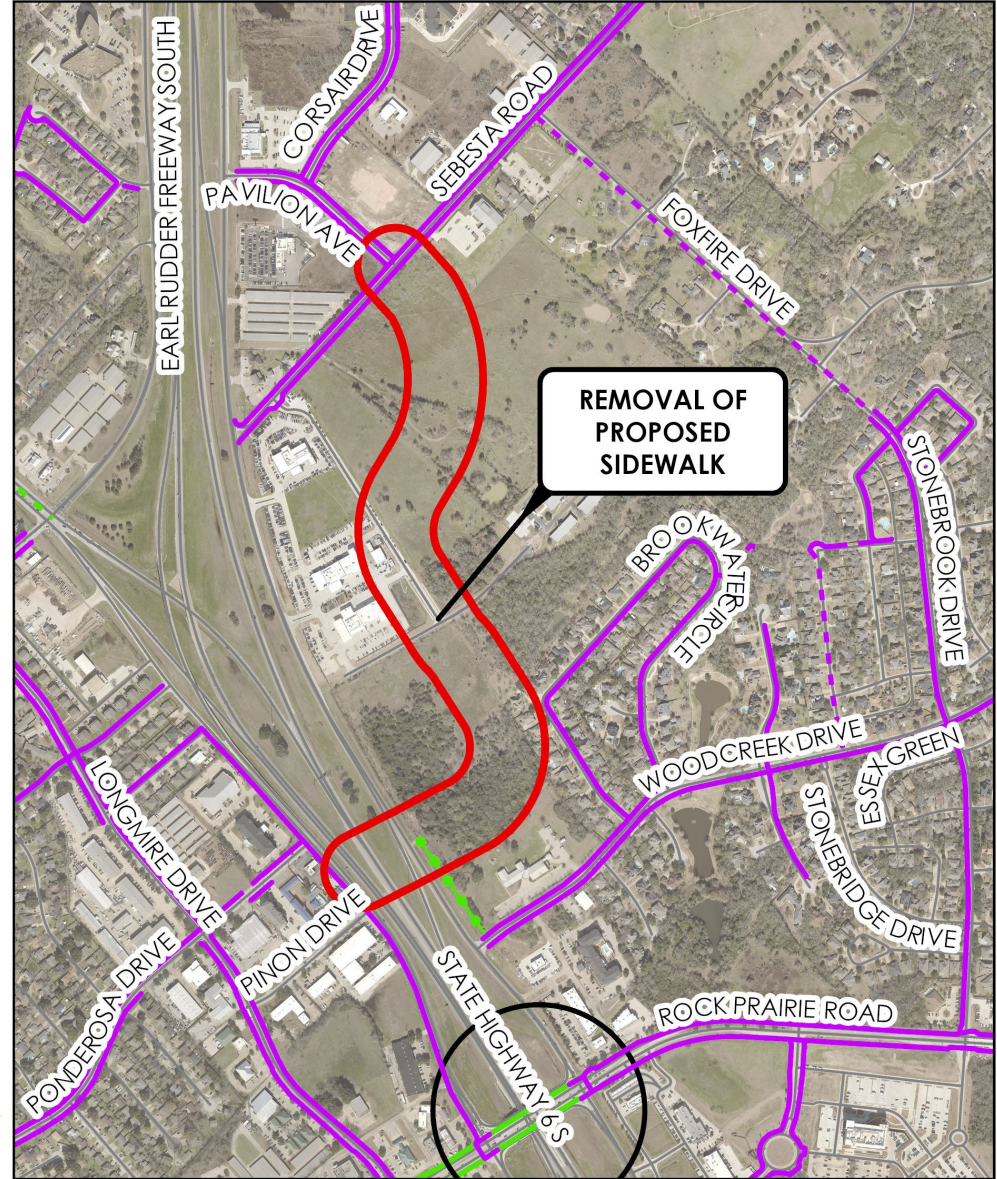 EARL RUDDER FREEWAY SOUTH
CORSAIR DRIVE
PAVILION AVE
SEBESTA ROAD
FOXFIRE DRIVE
REMOVAL OF
PROPOSED
SIDEWALK
STONEBROOK DRIVE
BROOKWATER CIRCLE
WOODCREEK DRIVE
ESSEX GREEN
STONEBRIDGE DRIVE
LONGMIRE DRIVE
PINON DRIVE
PONDEROSA DRIVE
STATE HIGHWAY 6 S
ROCK PRAIRIE ROAD